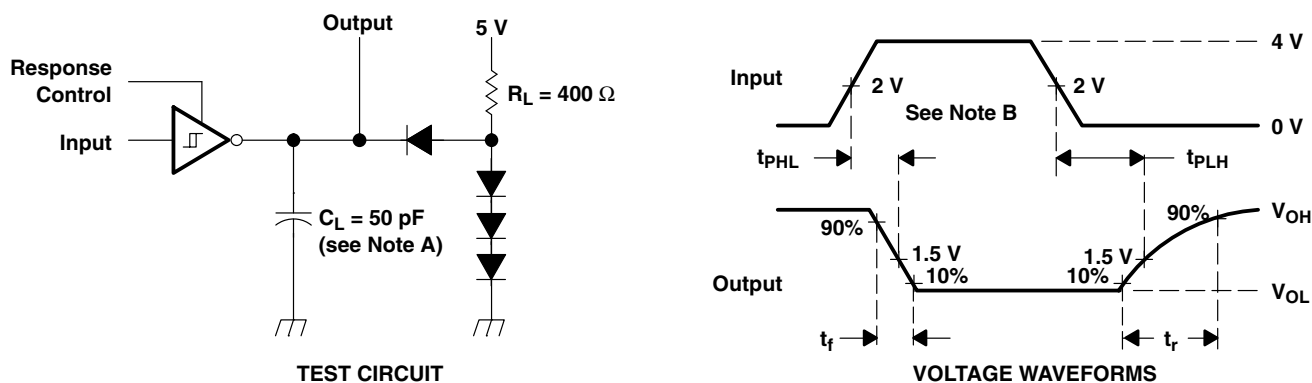 Output
5 V
Response
Control
R_L = 400 Ω
Input
C_L = 50 pF
(see Note A)
TEST CIRCUIT
4 V
Input
2 V
2 V
See Note B
0 V
t_PHL
t_PLH
V_OH
90%
90%
1.5 V
1.5 V
10%
10%
Output
V_OL
t_f
t_r
VOLTAGE WAVEFORMS